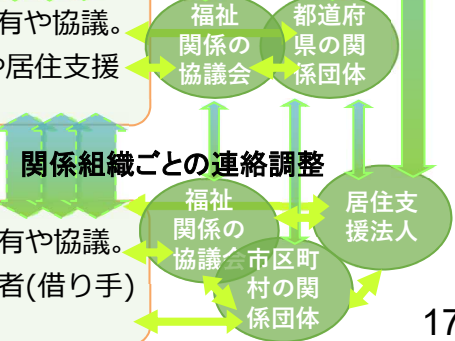 有や協議。
や居住支援
福祉
関係の
協議会
都道府
県の関
係団体
関係組織ごとの連絡調整
有や協議。
者(借り手)
福祉
関係の
協議会
市区町
村の関
係団体
居住支
援法人
17